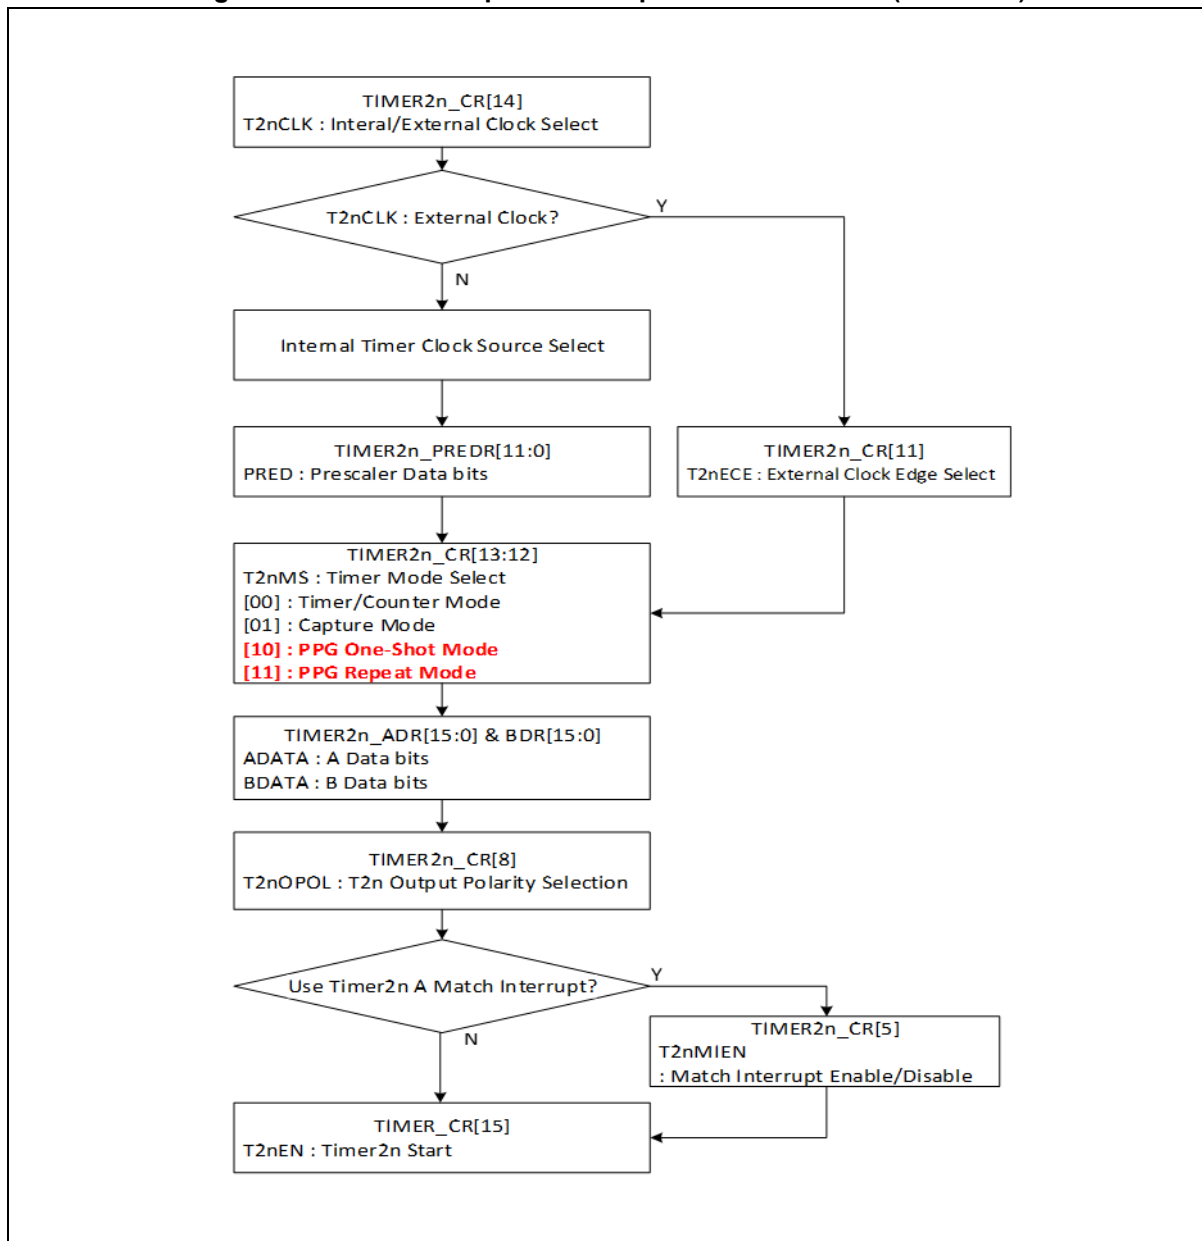 TIMER2n_CR[14]
T2nCLK : Interal/External Clock Select
T2nCLK : External Clock?
Y
N
Internal Timer Clock Source Select
TIMER2n_PREDR[11:0]
PRED : Prescaler Data bits
TIMER2n_CR[11]
T2nECE : External Clock Edge Select
TIMER2n_CR[13:12]
T2nMS : Timer Mode Select
[00] : Timer/Counter Mode
[01] : Capture Mode
[10] : PPG One-Shot Mode
[11] : PPG Repeat Mode
TIMER2n_ADR[15:0] & BDR[15:0]
ADATA : A Data bits
BDATA : B Data bits
TIMER2n_CR[8]
T2nOPOL : T2n Output Polarity Selection
Use Timer2n A Match Interrupt?
Y
N
TIMER2n_CR[5]
T2nMIEN
: Match Interrupt Enable/Disable
TIMER_CR[15]
T2nEN : Timer2n Start